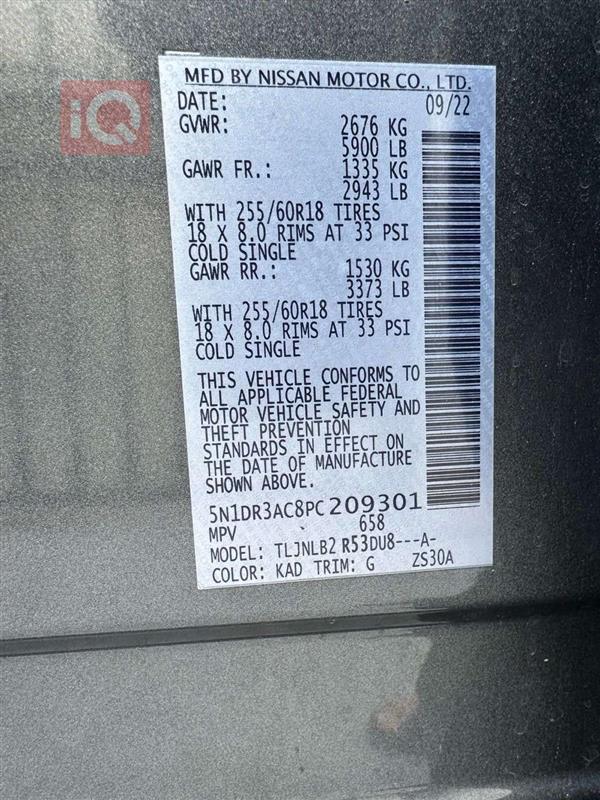 iQ
MFD BY NISSAN MOTOR CO., LTD.
DATE: 09/22
GVWR: 2676 KG
5900 LB
GAWR FR.: 1335 KG
2943 LB
WITH 255/60R18 TIRES
18 X 8.0 RIMS AT 33 PSI
COLD SINGLE
GAWR RR.: 1530 KG
3373 LB
WITH 255/60R18 TIRES
18 X 8.0 RIMS AT 33 PSI
COLD SINGLE
THIS VEHICLE CONFORMS TO
ALL APPLICABLE FEDERAL
MOTOR VEHICLE SAFETY AND
THEFT PREVENTION
STANDARDS IN EFFECT ON
THE DATE OF MANUFACTURE
SHOWN ABOVE.
5N1DR3AC8PC209301
MPV 658
MODEL: TLJNLB2 R53DU8---A-
COLOR: KAD TRIM: G ZS30A